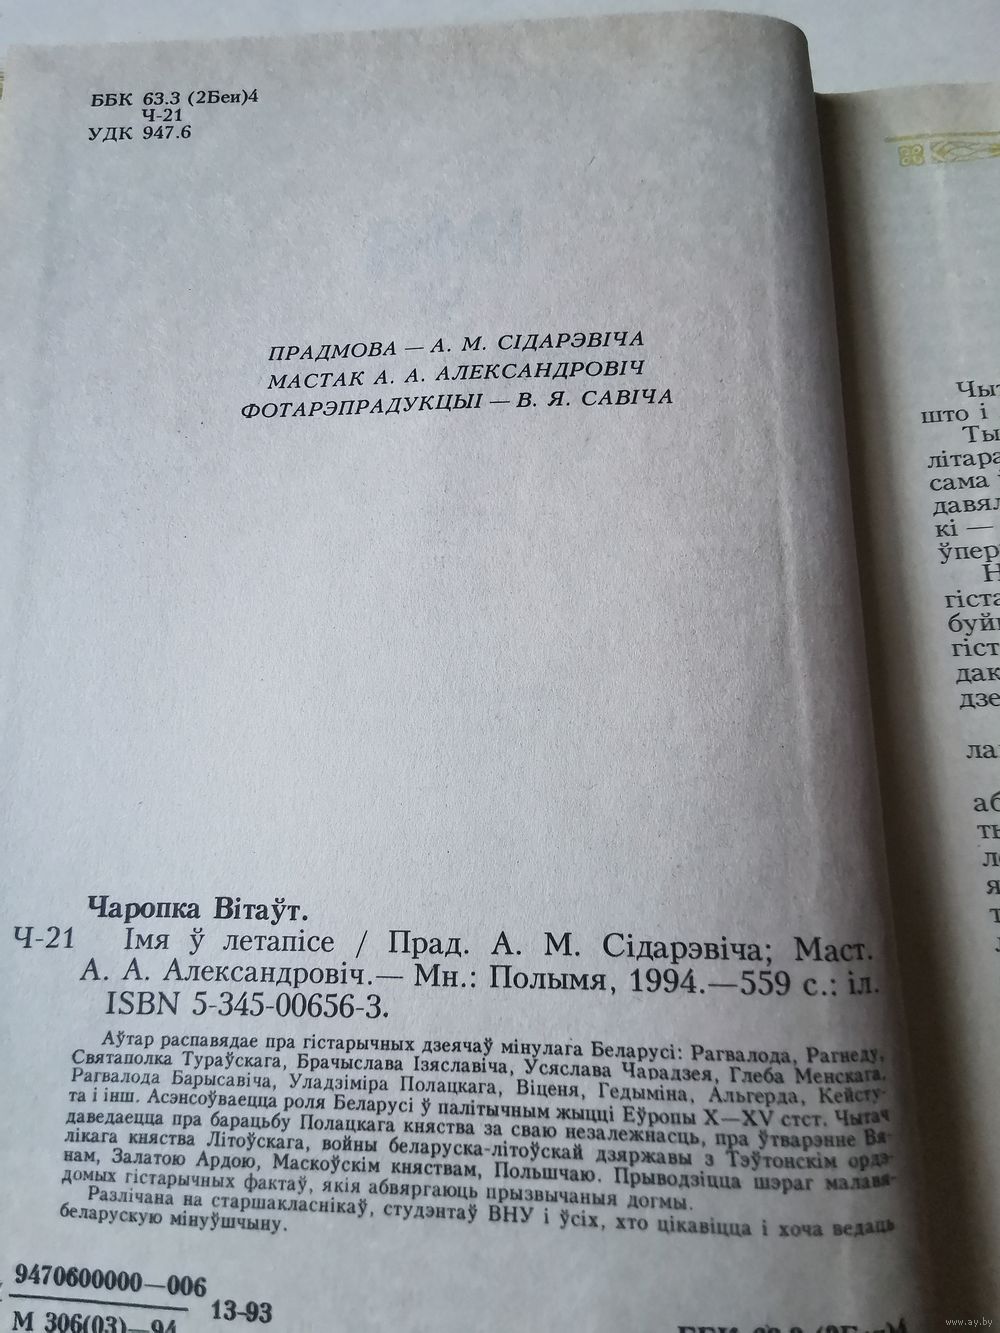 ББК 63.3 (2Беи)4
Ч-21
УДК 947.6
ПРАДМОВА — А. М. СІДАРЭВІЧА
МАСТАК А. А. АЛЕКСАНДРОВІЧ
ФОТАРЭПРАДУКЦЫІ — В. Я. САВІЧА
Чаропка Вітаўт.
Ч-21 Імя ў летапісе / Прад. А. М. Сідарэвіча; Маст.
А. А. Александровіч.— Мн.: Полымя, 1994.—559 с.: іл.
ISBN 5-345-00656-3.
Аўтар распавядае пра гістарычных дзеячаў мінулага Беларусі: Рагвалода, Рагнеду,
Святаполка Тураўскага, Брачыслава Ізяславіча, Усяслава Чарадзея, Глеба Менскага,
Рагвалода Барысавіча, Уладзіміра Полацкага, Віценя, Гедыміна, Альгерда, Кейсту-
та і інш. Асэнсоўваецца роля Беларусі ў палітычным жыцці Еўропы X—XV стст. Чытач
даведаецца пра барацьбу Полацкага княства за сваю незалежнасць, пра ўтварэнне Вя-
лікага княства Літоўскага, войны беларуска-літоўскай дзяржавы з Тэўтонскім ордэ-
нам, Залатою Ардою, Маскоўскім княствам, Польшчаю. Прыводзіцца шэраг малавя-
домых гістарычных фактаў, якія абвяргаюць прызвычаныя догмы.
Разлічана на старшакласнікаў, студэнтаў ВНУ і ўсіх, хто цікавіцца і хоча ведаць
беларускую мінуўшчыну.
9470600000—006
М 306(03)—94
13-93
што і
Ты
літара
сама
кі —
ўпер
гіста
гіст
дак
дзе
ла
аб
www.ay.by